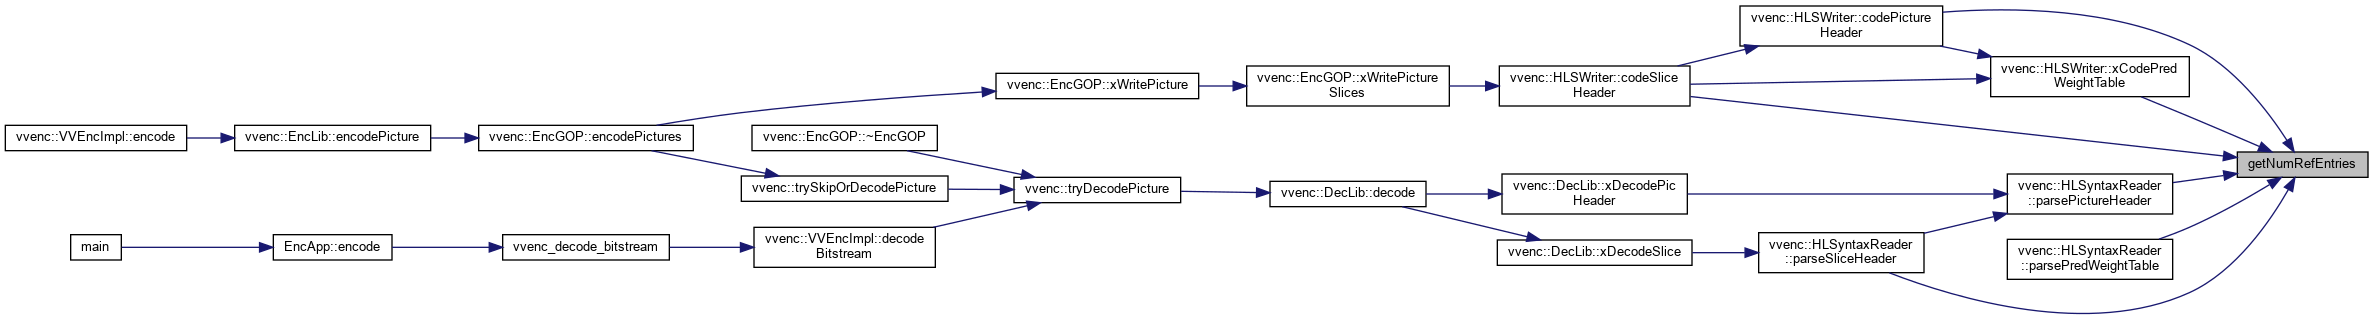 vvenc::VVEncImpl::encode
vvenc::EncLib::encodePicture
vvenc::EncGOP::encodePictures
vvenc::EncGOP::xWritePicture
vvenc::EncGOP::xWritePicture
Slices
vvenc::HLSWriter::codeSlice
Header
vvenc::HLSWriter::codePicture
Header
vvenc::HLSWriter::xCodePred
WeightTable
getNumRefEntries
vvenc::EncGOP::~EncGOP
vvenc::trySkipOrDecodePicture
vvenc::tryDecodePicture
vvenc::DecLib::decode
vvenc::DecLib::xDecodePic
Header
vvenc::HLSyntaxReader
::parsePictureHeader
main
EncApp::encode
vvenc_decode_bitstream
vvenc::VVEncImpl::decode
Bitstream
vvenc::DecLib::xDecodeSlice
vvenc::HLSyntaxReader
::parseSliceHeader
vvenc::HLSyntaxReader
::parsePredWeightTable